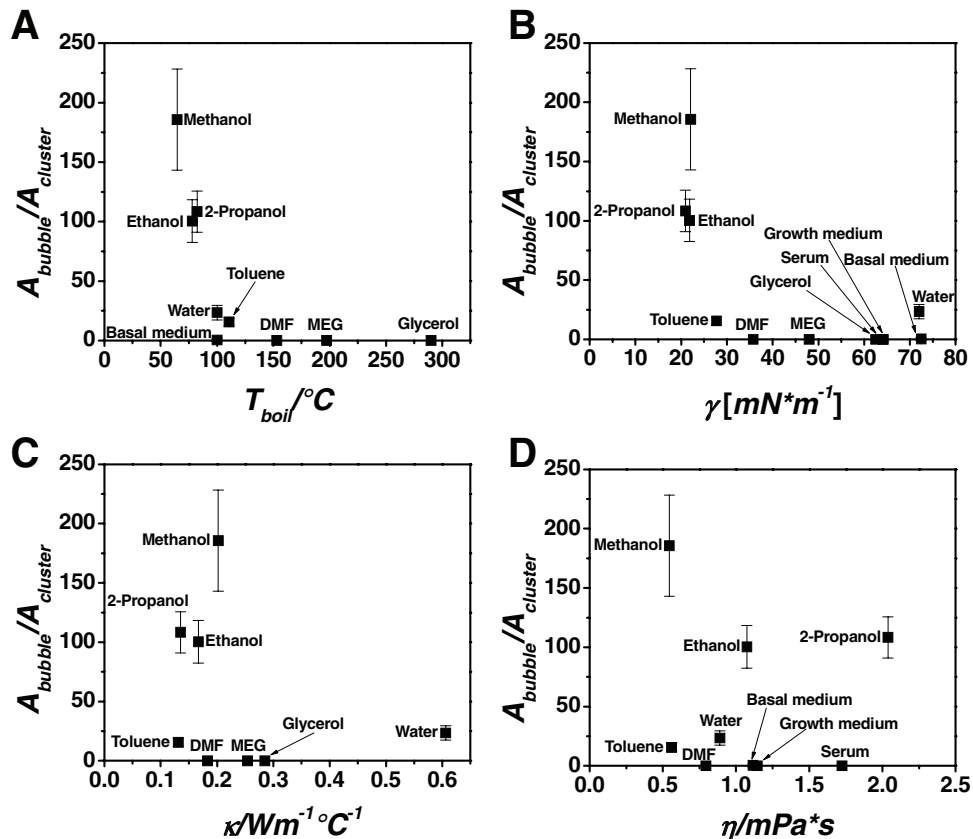 A
250
200
150
100
50
0
A_bubble/A_cluster
Methanol
Ethanol
2-Propanol
Toluene
Water
Basal medium
DMF
MEG
Glycerol
0 50 100 150 200 250 300
T_boil/°C
B
250
200
150
100
50
0
A_bubble/A_cluster
Methanol
2-Propanol
Ethanol
Growth medium
Serum
Basal medium
Glycerol
Water
Toluene
DMF
MEG
0 10 20 30 40 50 60 70 80
γ [mN*m⁻¹]
C
250
200
150
100
50
0
A_bubble/A_cluster
Methanol
2-Propanol
Ethanol
Glycerol
Toluene
DMF
MEG
Water
0.0 0.1 0.2 0.3 0.4 0.5 0.6
κ/Wm⁻¹°C⁻¹
D
250
200
150
100
50
0
A_bubble/A_cluster
Methanol
Ethanol
2-Propanol
Basal medium
Water
Growth medium
Toluene
DMF
Serum
0.0 0.5 1.0 1.5 2.0 2.5
η/mPa*s